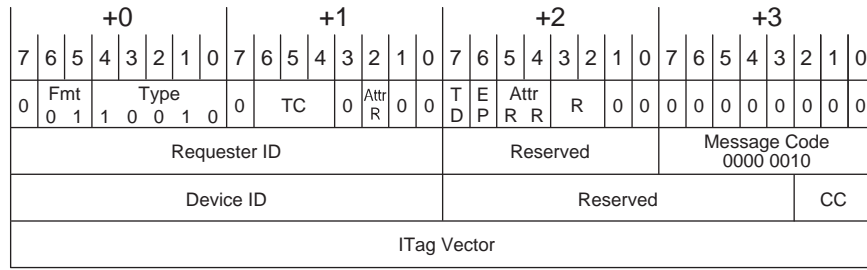 +0 +1 +2 +3
7 6 5 4 3 2 1 0 7 6 5 4 3 2 1 0 7 6 5 4 3 2 1 0 7 6 5 4 3 2 1 0
0 Fmt Type 0 TC 0 Attr 0 0 T E Attr R 0 0 0 0 0 0 0 0 0 0
0 1 1 0 0 1 0 R D P R R
Requester ID Reserved Message Code
0000 0010
Device ID Reserved CC
ITag Vector